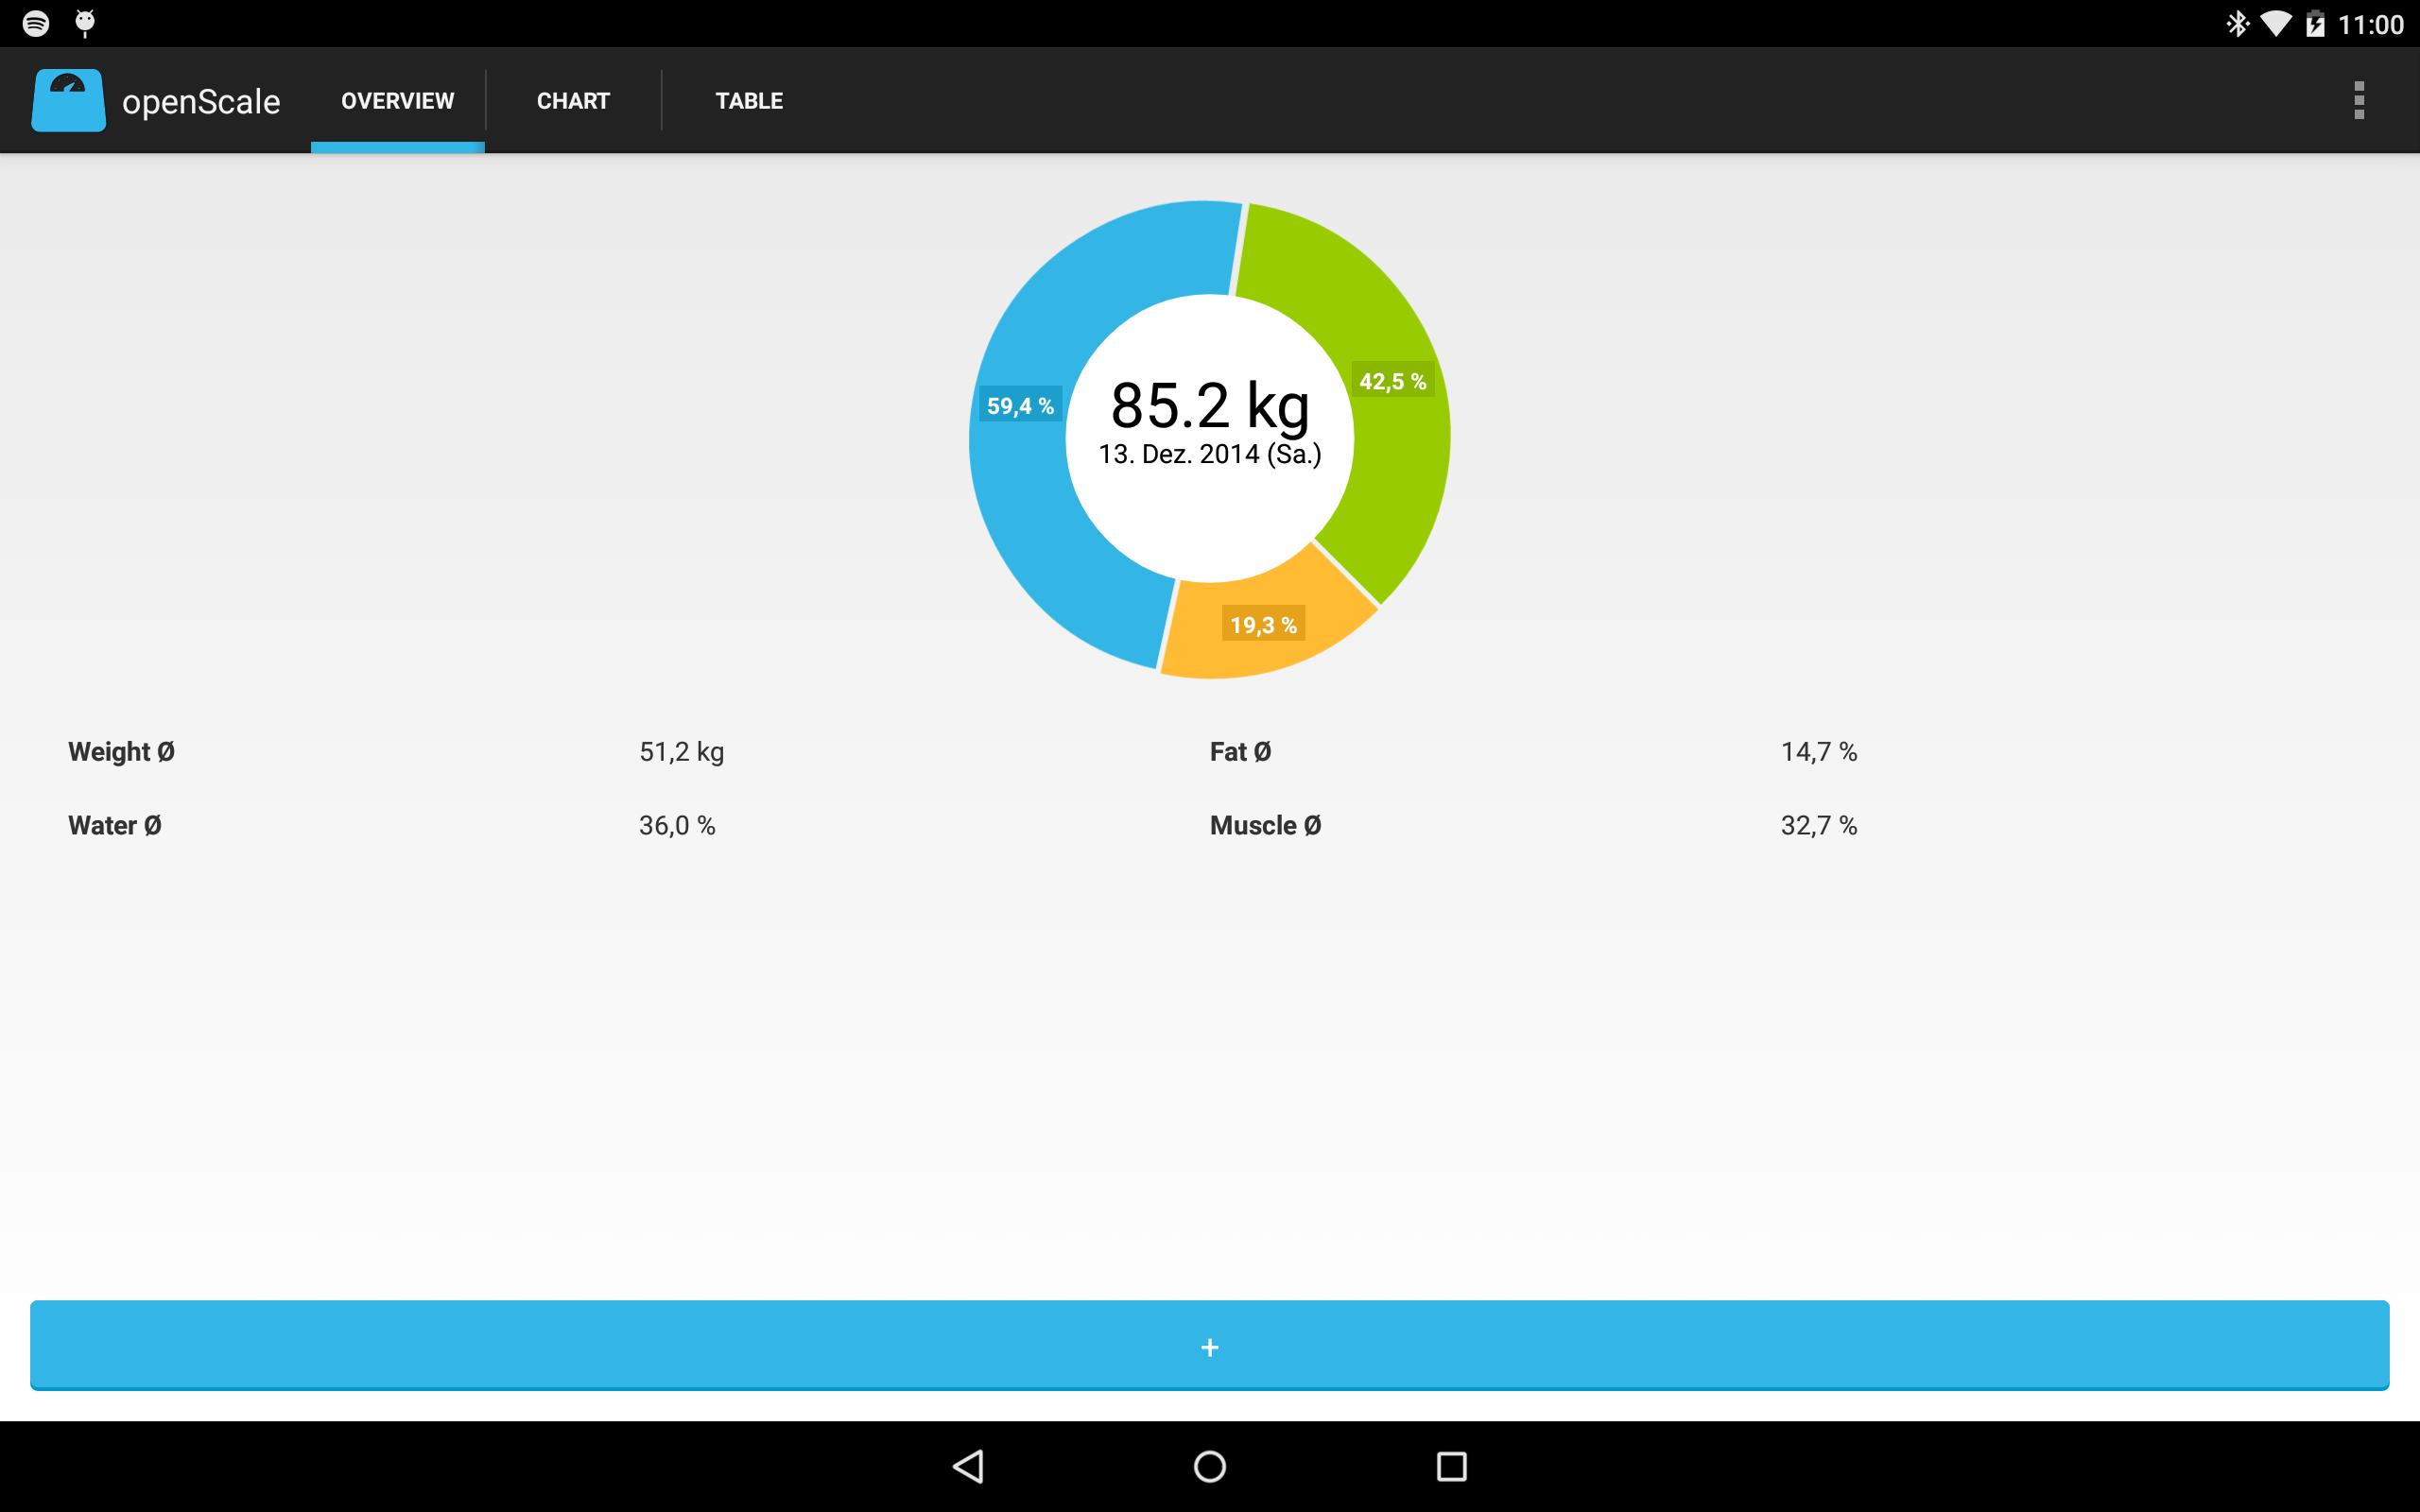 11:00
openScale
OVERVIEW
CHART
TABLE
59,4 %
42,5 %
85.2 kg
13. Dez. 2014 (Sa.)
19,3 %
Weight Ø 51,2 kg Fat Ø 14,7 %
Water Ø 36,0 % Muscle Ø 32,7 %
+